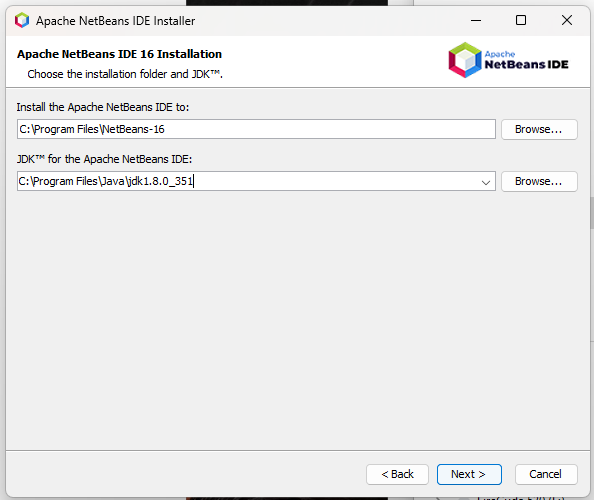 Apache NetBeans IDE Installer
Apache NetBeans IDE 16 Installation
Choose the installation folder and JDK™.
Apache
NetBeans IDE
Install the Apache NetBeans IDE to:
C:\Program Files\NetBeans-16
Browse...
JDK™ for the Apache NetBeans IDE:
C:\Program Files\Java\jdk1.8.0_351
Browse...
< Back
Next >
Cancel